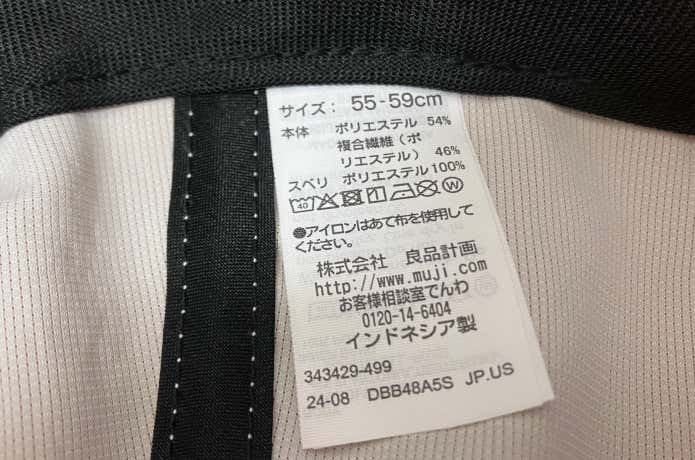 サイズ: 55-59cm
本体 ポリエステル 54%
複合繊維(ポ
リエステル) 46%
スベリ ポリエステル 100%
40 W
●アイロンはあて布を使用して
ください。
株式会社 良品計画
http://www.muji.com
お客様相談室でんわ
0120-14-6404
インドネシア製
343429-499
24-08 DBB48A5S JP.US